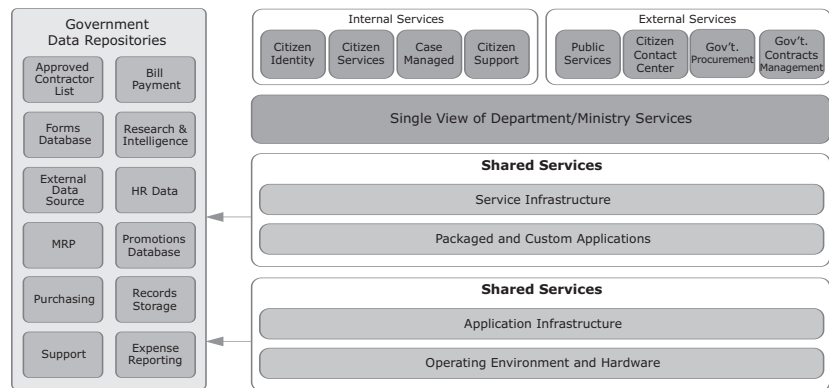 Government
Data Repositories
Approved
Contractor
List
Bill
Payment
Forms
Database
Research &
Intelligence
External
Data
Source
HR Data
MRP
Promotions
Database
Purchasing
Records
Storage
Support
Expense
Reporting
Internal Services
Citizen
Identity
Citizen
Services
Case
Managed
Citizen
Support
External Services
Public
Services
Citizen
Contact
Center
Gov't.
Procurement
Gov't.
Contracts
Management
Single View of Department/Ministry Services
Shared Services
Service Infrastructure
Packaged and Custom Applications
Shared Services
Application Infrastructure
Operating Environment and Hardware